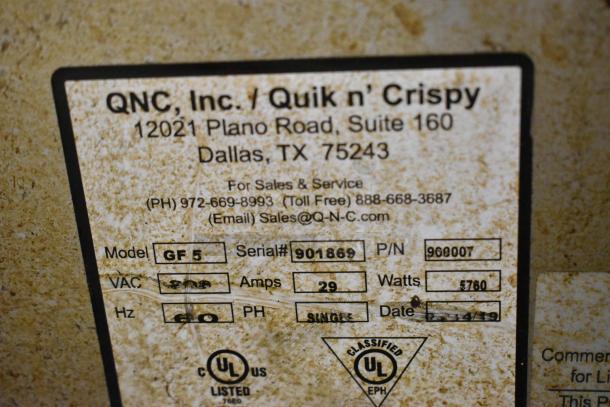 QNC, Inc. / Quik n' Crispy
12021 Plano Road, Suite 160
Dallas, TX 75243
For Sales & Service
(PH) 972-669-8993 (Toll Free) 888-668-3687
(Email) Sales@Q-N-C.com
Model GF 5 Serial# 901869 P/N 900007
VAC Amps 29 Watts 5760
Hz 60 PH SINGLE Date
C UL US
LISTED
CLASSIFIED
UL
EPH
for Li
This P